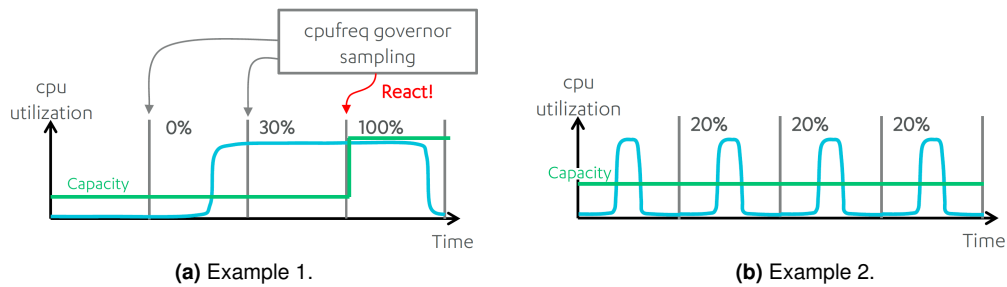 cpufreq governor
sampling
React!
cpu
utilization
0%
30%
100%
Capacity
Time
(a) Example 1.
cpu
utilization
20%
20%
20%
Capacity
Time
(b) Example 2.